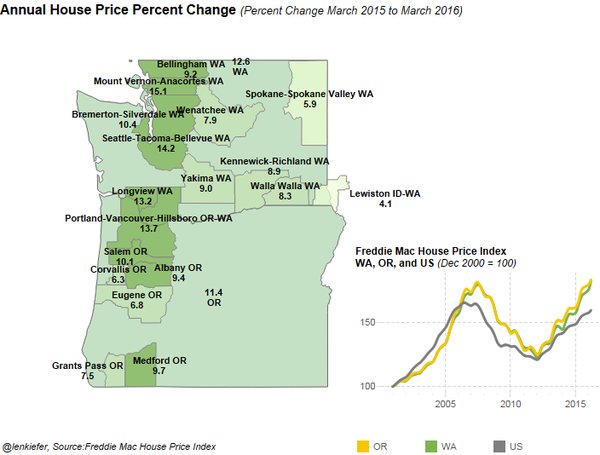 Annual House Price Percent Change (Percent Change March 2015 to March 2016)
Bellingham WA
9.2
12.6
WA
Mount Vernon-Anacortes WA
15.1
Spokane-Spokane Valley WA
5.9
Wenatchee WA
7.9
Bremerton-Silverdale WA
10.4
Seattle-Tacoma-Bellevue WA
14.2
Kennewick-Richland WA
8.9
Yakima WA
9.0
Walla Walla WA
8.3
Lewiston ID-WA
4.1
Longview WA
13.2
Portland-Vancouver-Hillsboro OR-WA
13.7
Salem OR
10.1
Corvallis OR
6.3
Albany OR
9.4
Eugene OR
6.8
11.4
OR
Grants Pass OR
7.5
Medford OR
9.7
Freddie Mac House Price Index
WA, OR, and US (Dec 2000 = 100)
150
100
2005 2010 2015
OR WA US
@lenkiefer, Source:Freddie Mac House Price Index